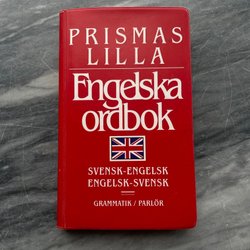 PRISMAS
LILLA
Engelska
ordbok
SVENSK-ENGELSK
ENGELSK-SVENSK
GRAMMATIK / PARLÖR